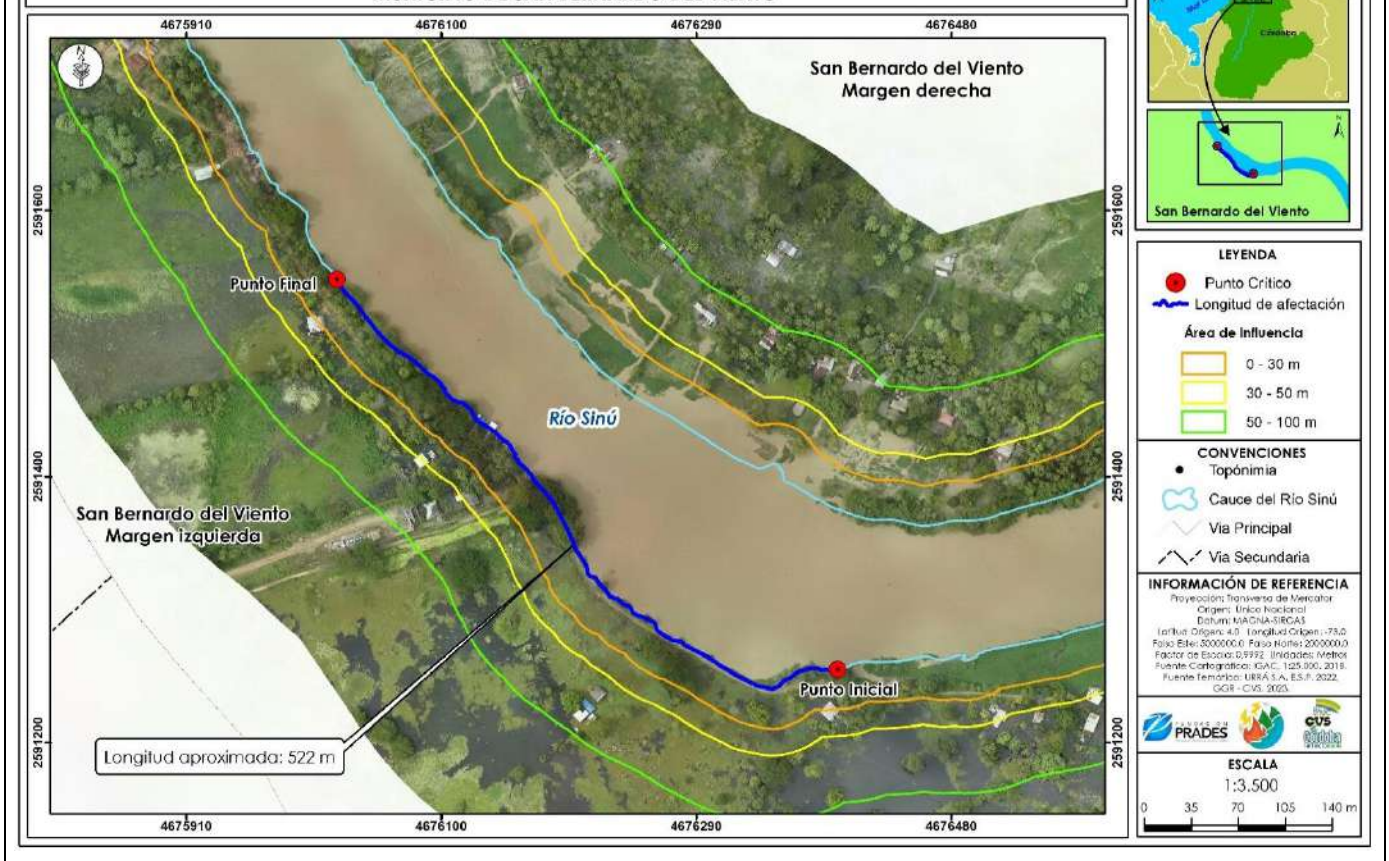 4675910 4676100 4676290 4676480
2591600 2591600
2591400 2591400
2591200 2591200
4675910 4676100 4676290 4676480
N
San Bernardo del Viento
Margen derecha
Punto Final
Río Sinú
San Bernardo del Viento
Margen izquierda
Punto Inicial
Longitud aproximada: 522 m
Córdoba
N
San Bernardo del Viento
LEYENDA
Punto Crítico
Longitud de afectación
Área de Influencia
0 - 30 m
30 - 50 m
50 - 100 m
CONVENCIONES
Topónimia
Cauce del Río Sinú
Via Principal
Via Secundaria
INFORMACIÓN DE REFERENCIA
Proyección: Transversa de Mercator
Origen: Único Nacional
Datum: MAGNA-SIRGAS
Latitud Origen: 4.0 Longitud Origen: -73.0
Falso Este: 5000000.0 Falso Norte: 2000000.0
Factor de Escala: 0,9992 Unidades: Metros
Fuente Cartográfica: IGAC, 1:25.000, 2018.
Fuente Temática: URRÁ S.A. E.S.P. 2022,
GGR - CVS, 2023.
FUNDACIÓN
PRADES
CVS
Córdoba
ESCALA
1:3.500
0 35 70 105 140 m